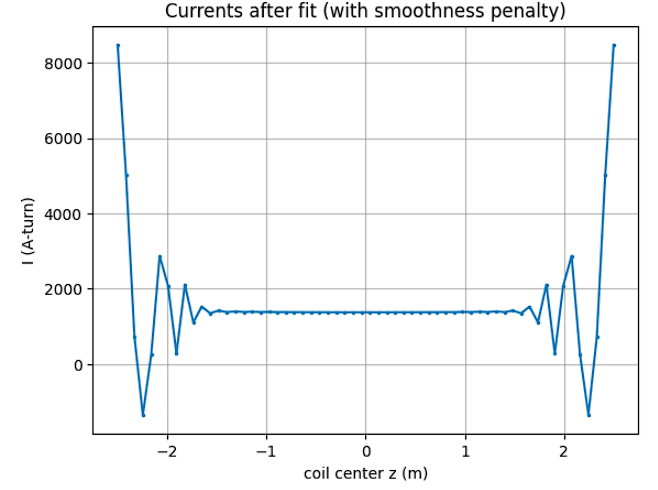 Currents after fit (with smoothness penalty)
8000
6000
4000
2000
0
I (A-turn)
−2 −1 0 1 2
coil center z (m)